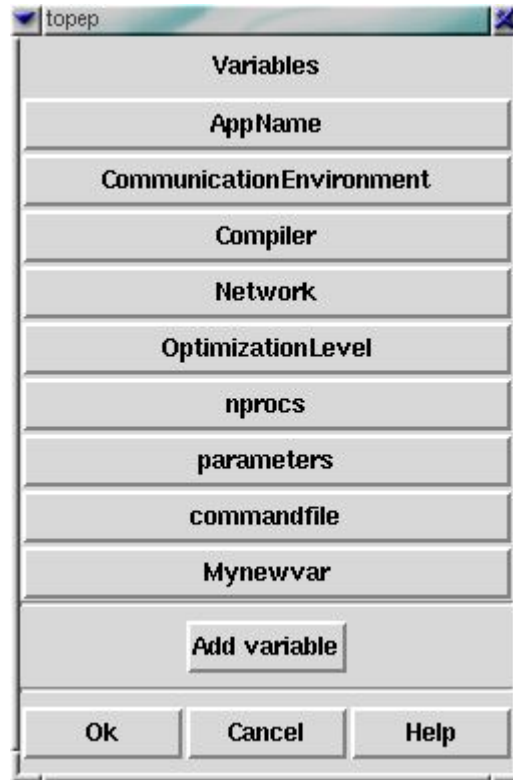 topep
Variables
AppName
CommunicationEnvironment
Compiler
Network
OptimizationLevel
nprocs
parameters
commandfile
Mynewvar
Add variable
Ok Cancel Help